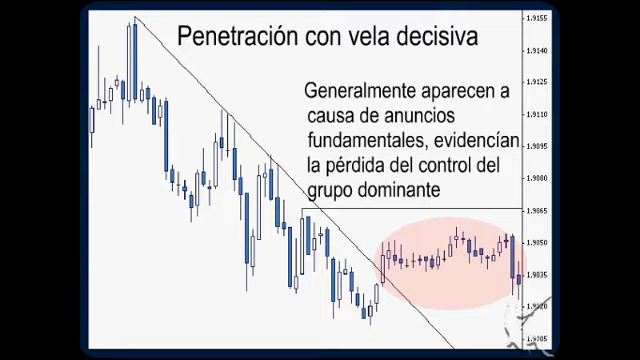 Penetración con vela decisiva
Generalmente aparecen a
causa de anuncios
fundamentales, evidencían
la pérdida del control del
grupo dominante
1.9155
1.9140
1.9125
1.9110
1.9095
1.9080
1.9065
1.9050
1.9035
1.9020
1.9005